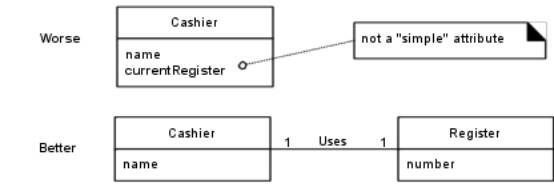 Cashier
Worse
name
currentRegister
not a "simple" attribute
Better
Cashier
name
1 Uses 1
Register
number